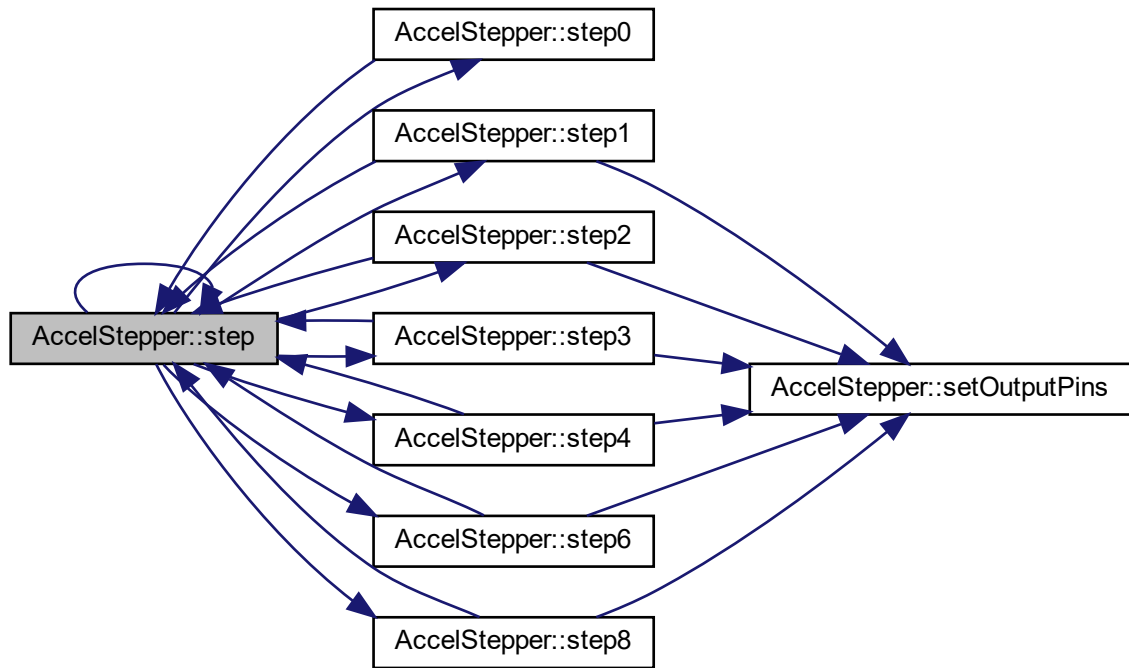 AccelStepper::step0
AccelStepper::step1
AccelStepper::step2
AccelStepper::step
AccelStepper::step3
AccelStepper::setOutputPins
AccelStepper::step4
AccelStepper::step6
AccelStepper::step8